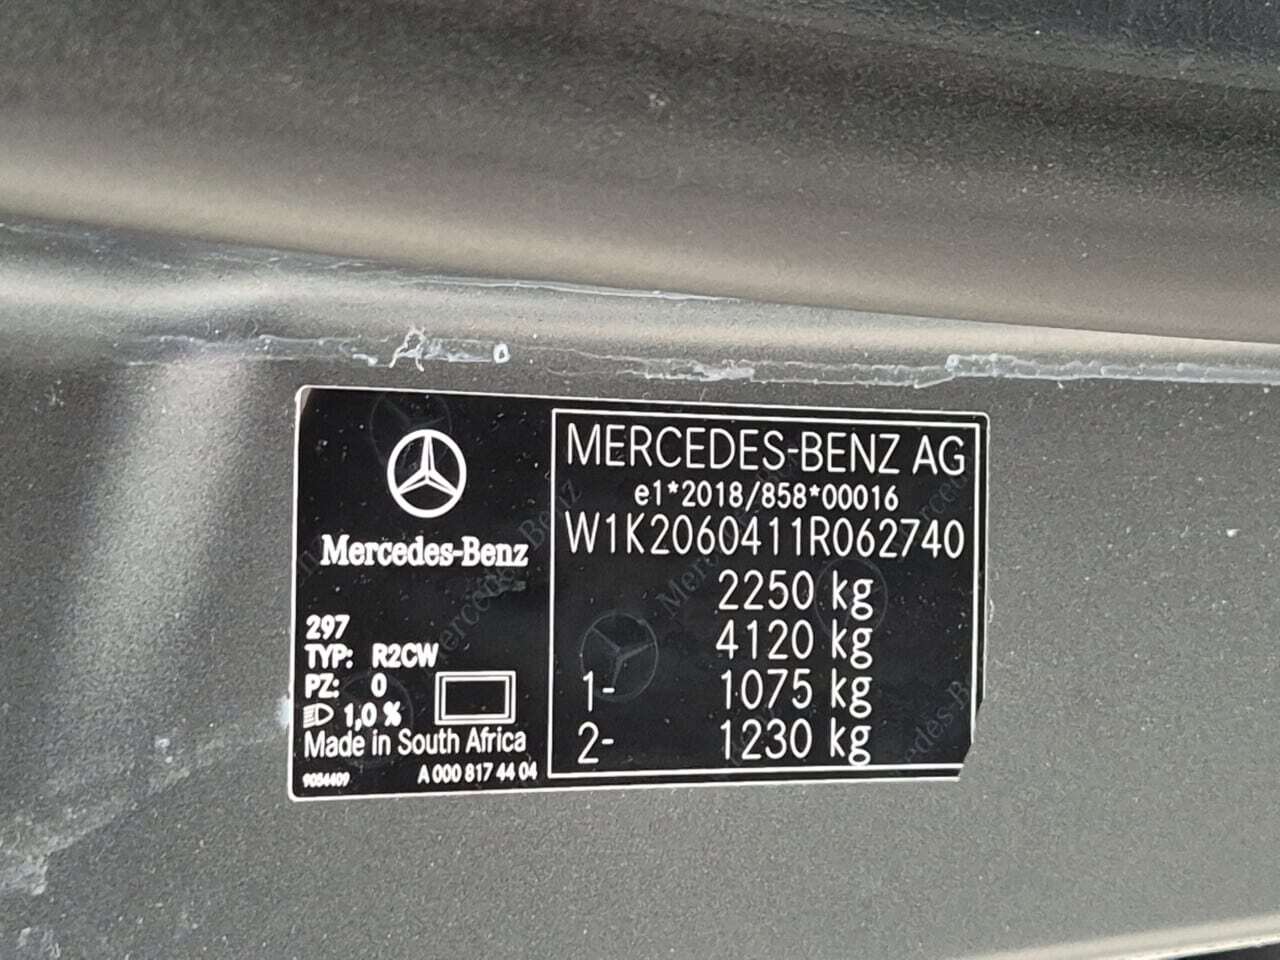 Mercedes-Benz
297
TYP: R2CW
PZ: 0
1,0 %
Made in South Africa
9054409 A 000 817 44 04
MERCEDES-BENZ AG
e1*2018/858*00016
W1K2060411R062740
2250 kg
4120 kg
1- 1075 kg
2- 1230 kg